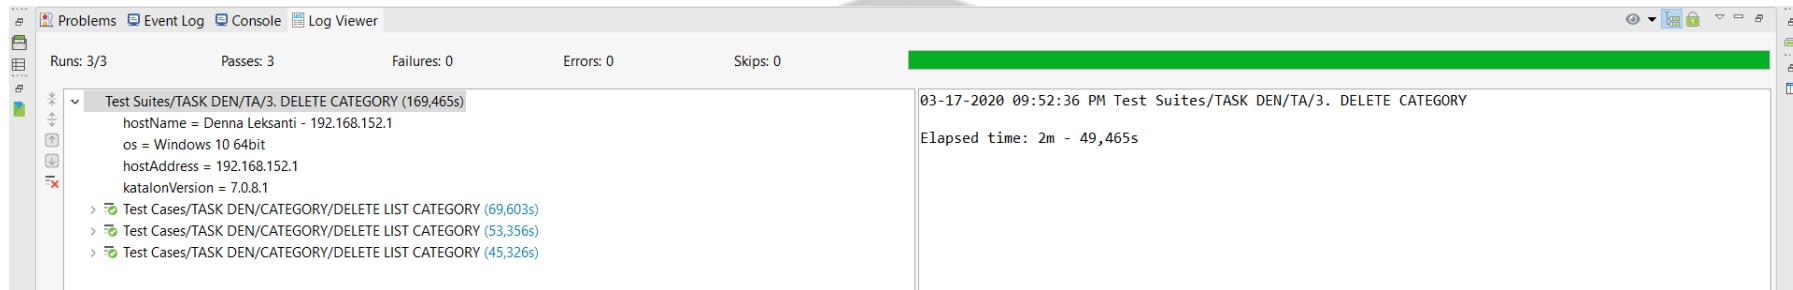 Problems Event Log Console Log Viewer
Runs: 3/3 Passes: 3 Failures: 0 Errors: 0 Skips: 0
Test Suites/TASK DEN/TA/3. DELETE CATEGORY (169,465s)
hostName = Denna Leksanti - 192.168.152.1
os = Windows 10 64bit
hostAddress = 192.168.152.1
katalonVersion = 7.0.8.1
Test Cases/TASK DEN/CATEGORY/DELETE LIST CATEGORY (69,603s)
Test Cases/TASK DEN/CATEGORY/DELETE LIST CATEGORY (53,356s)
Test Cases/TASK DEN/CATEGORY/DELETE LIST CATEGORY (45,326s)
03-17-2020 09:52:36 PM Test Suites/TASK DEN/TA/3. DELETE CATEGORY
Elapsed time: 2m - 49,465s